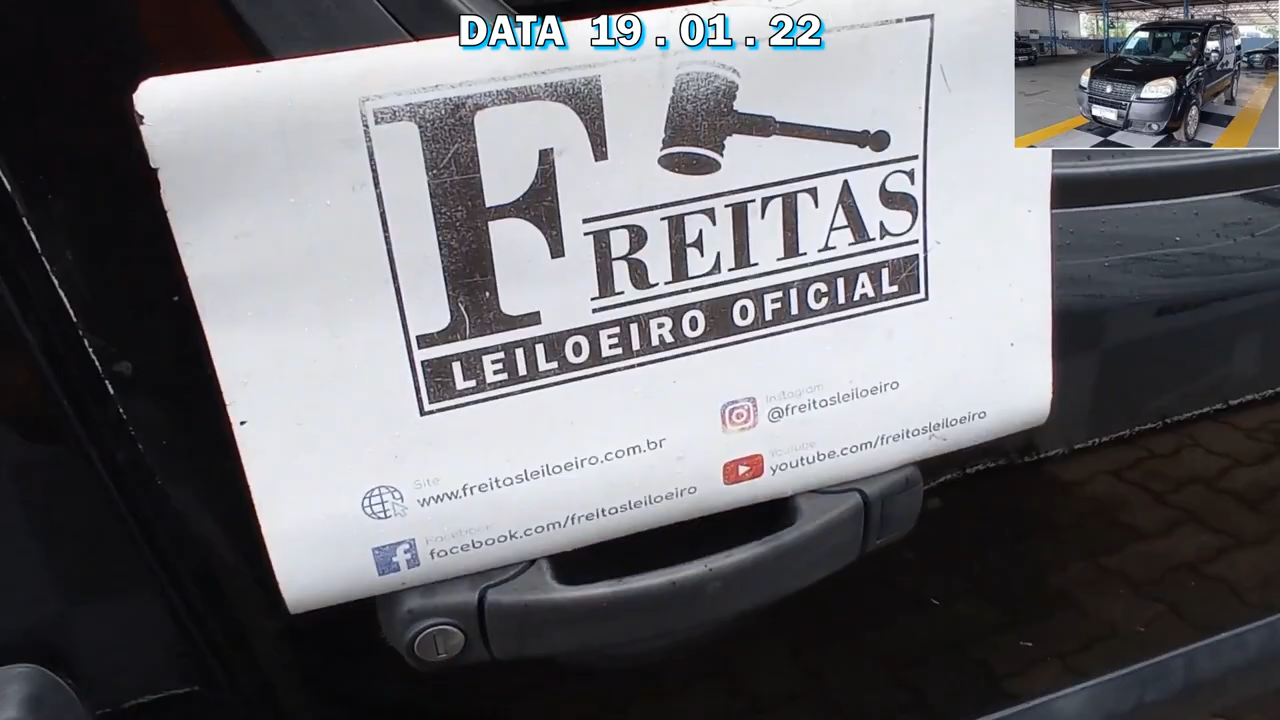 DATA 19 . 01 . 22
FREITAS
LEILOEIRO OFICIAL
Site
www.freitasleiloeiro.com.br
Facebook
facebook.com/freitasleiloeiro
Instagram
@freitasleiloeiro
Youtube
youtube.com/freitasleiloeiro